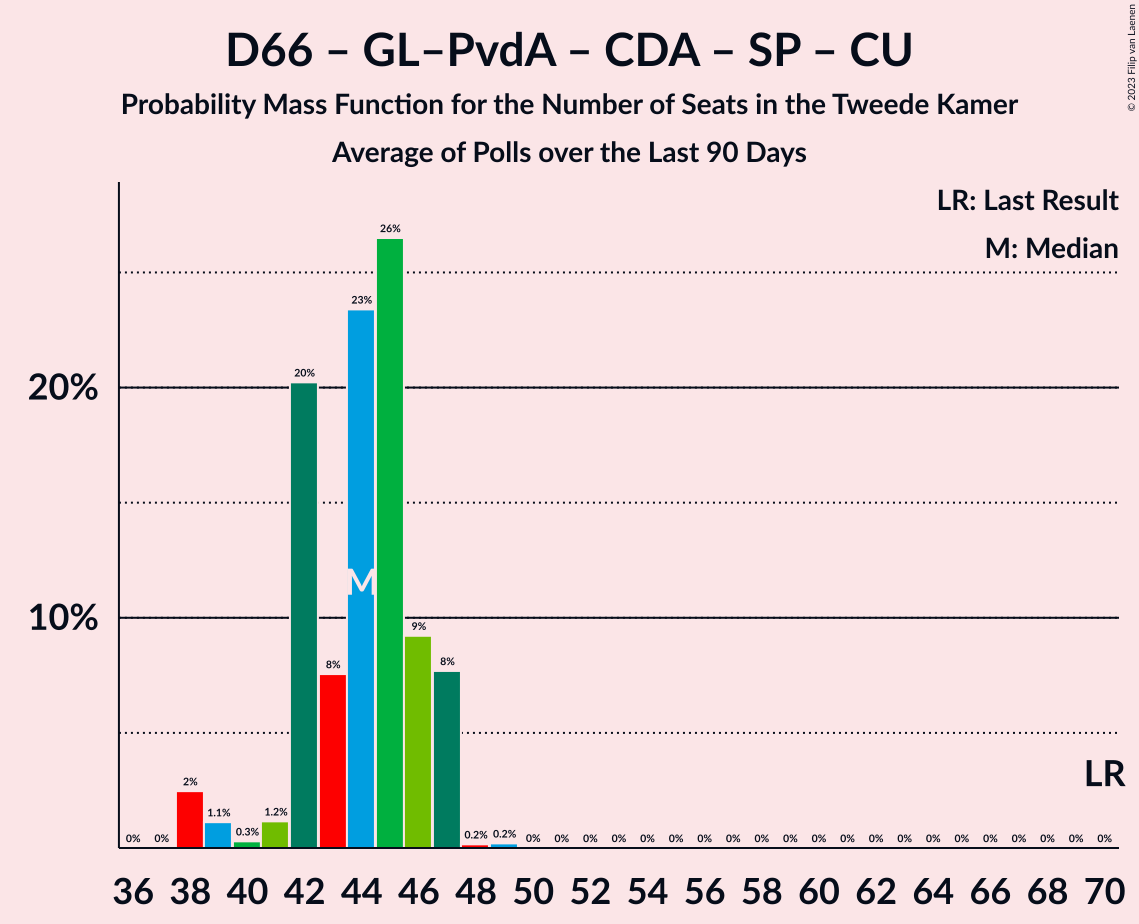 D66 – GL–PvdA – CDA – SP – CU
Probability Mass Function for the Number of Seats in the Tweede Kamer
Average of Polls over the Last 90 Days
© 2023 Filip van Laenen
LR: Last Result
M: Median
20%
10%
0% 0% 2% 1.1% 0.3% 1.2% 20% 8% 23% 26% 9% 8% 0.2% 0.2% 0% 0% 0% 0% 0% 0% 0% 0% 0% 0% 0% 0% 0% 0% 0% 0% 0% 0% 0% 0% 0%
M
LR
36 38 40 42 44 46 48 50 52 54 56 58 60 62 64 66 68 70